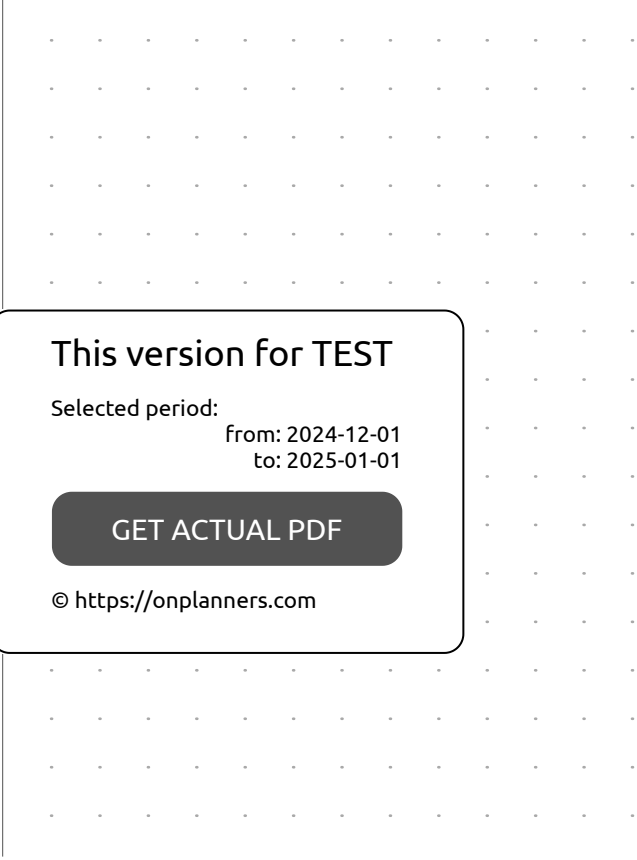 This version for TEST
Selected period:
from: 2024-12-01
to: 2025-01-01
GET ACTUAL PDF
© https://onplanners.com